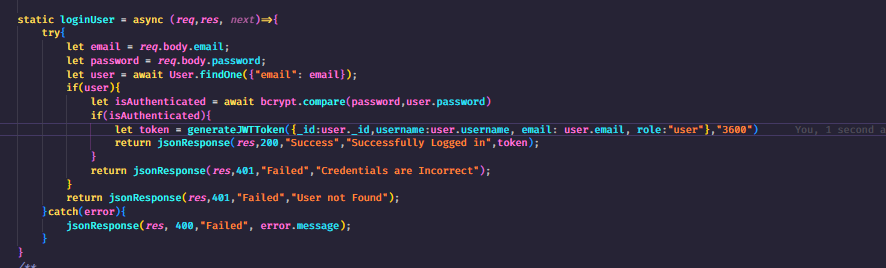 static loginUser = async (req,res, next)=>{
try{
let email = req.body.email;
let password = req.body.password;
let user = await User.findOne({"email": email});
if(user){
let isAuthenticated = await bcrypt.compare(password,user.password)
if(isAuthenticated){
let token = generateJWTToken({_id:user._id,username:user.username, email: user.email, role:"user"},"3600") You, 1 second a
return jsonResponse(res,200,"Success","Successfully Logged in",token);
}
return jsonResponse(res,401,"Failed","Credentials are Incorrect");
}
return jsonResponse(res,401,"Failed","User not Found");
}catch(error){
jsonResponse(res, 400,"Failed", error.message);
}
}
/**